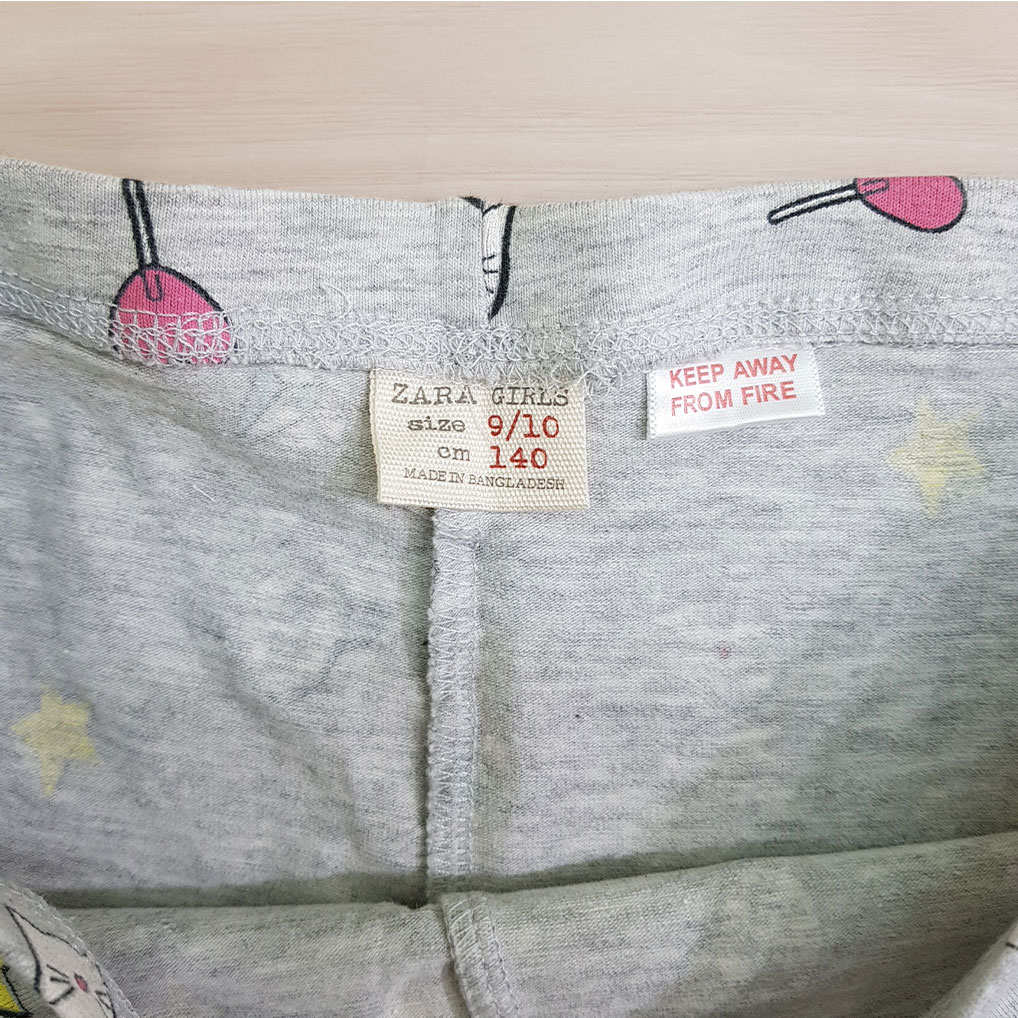 ZARA GIRLS
size 9/10
cm 140
MADE IN BANGLADESH
KEEP AWAY
FROM FIRE